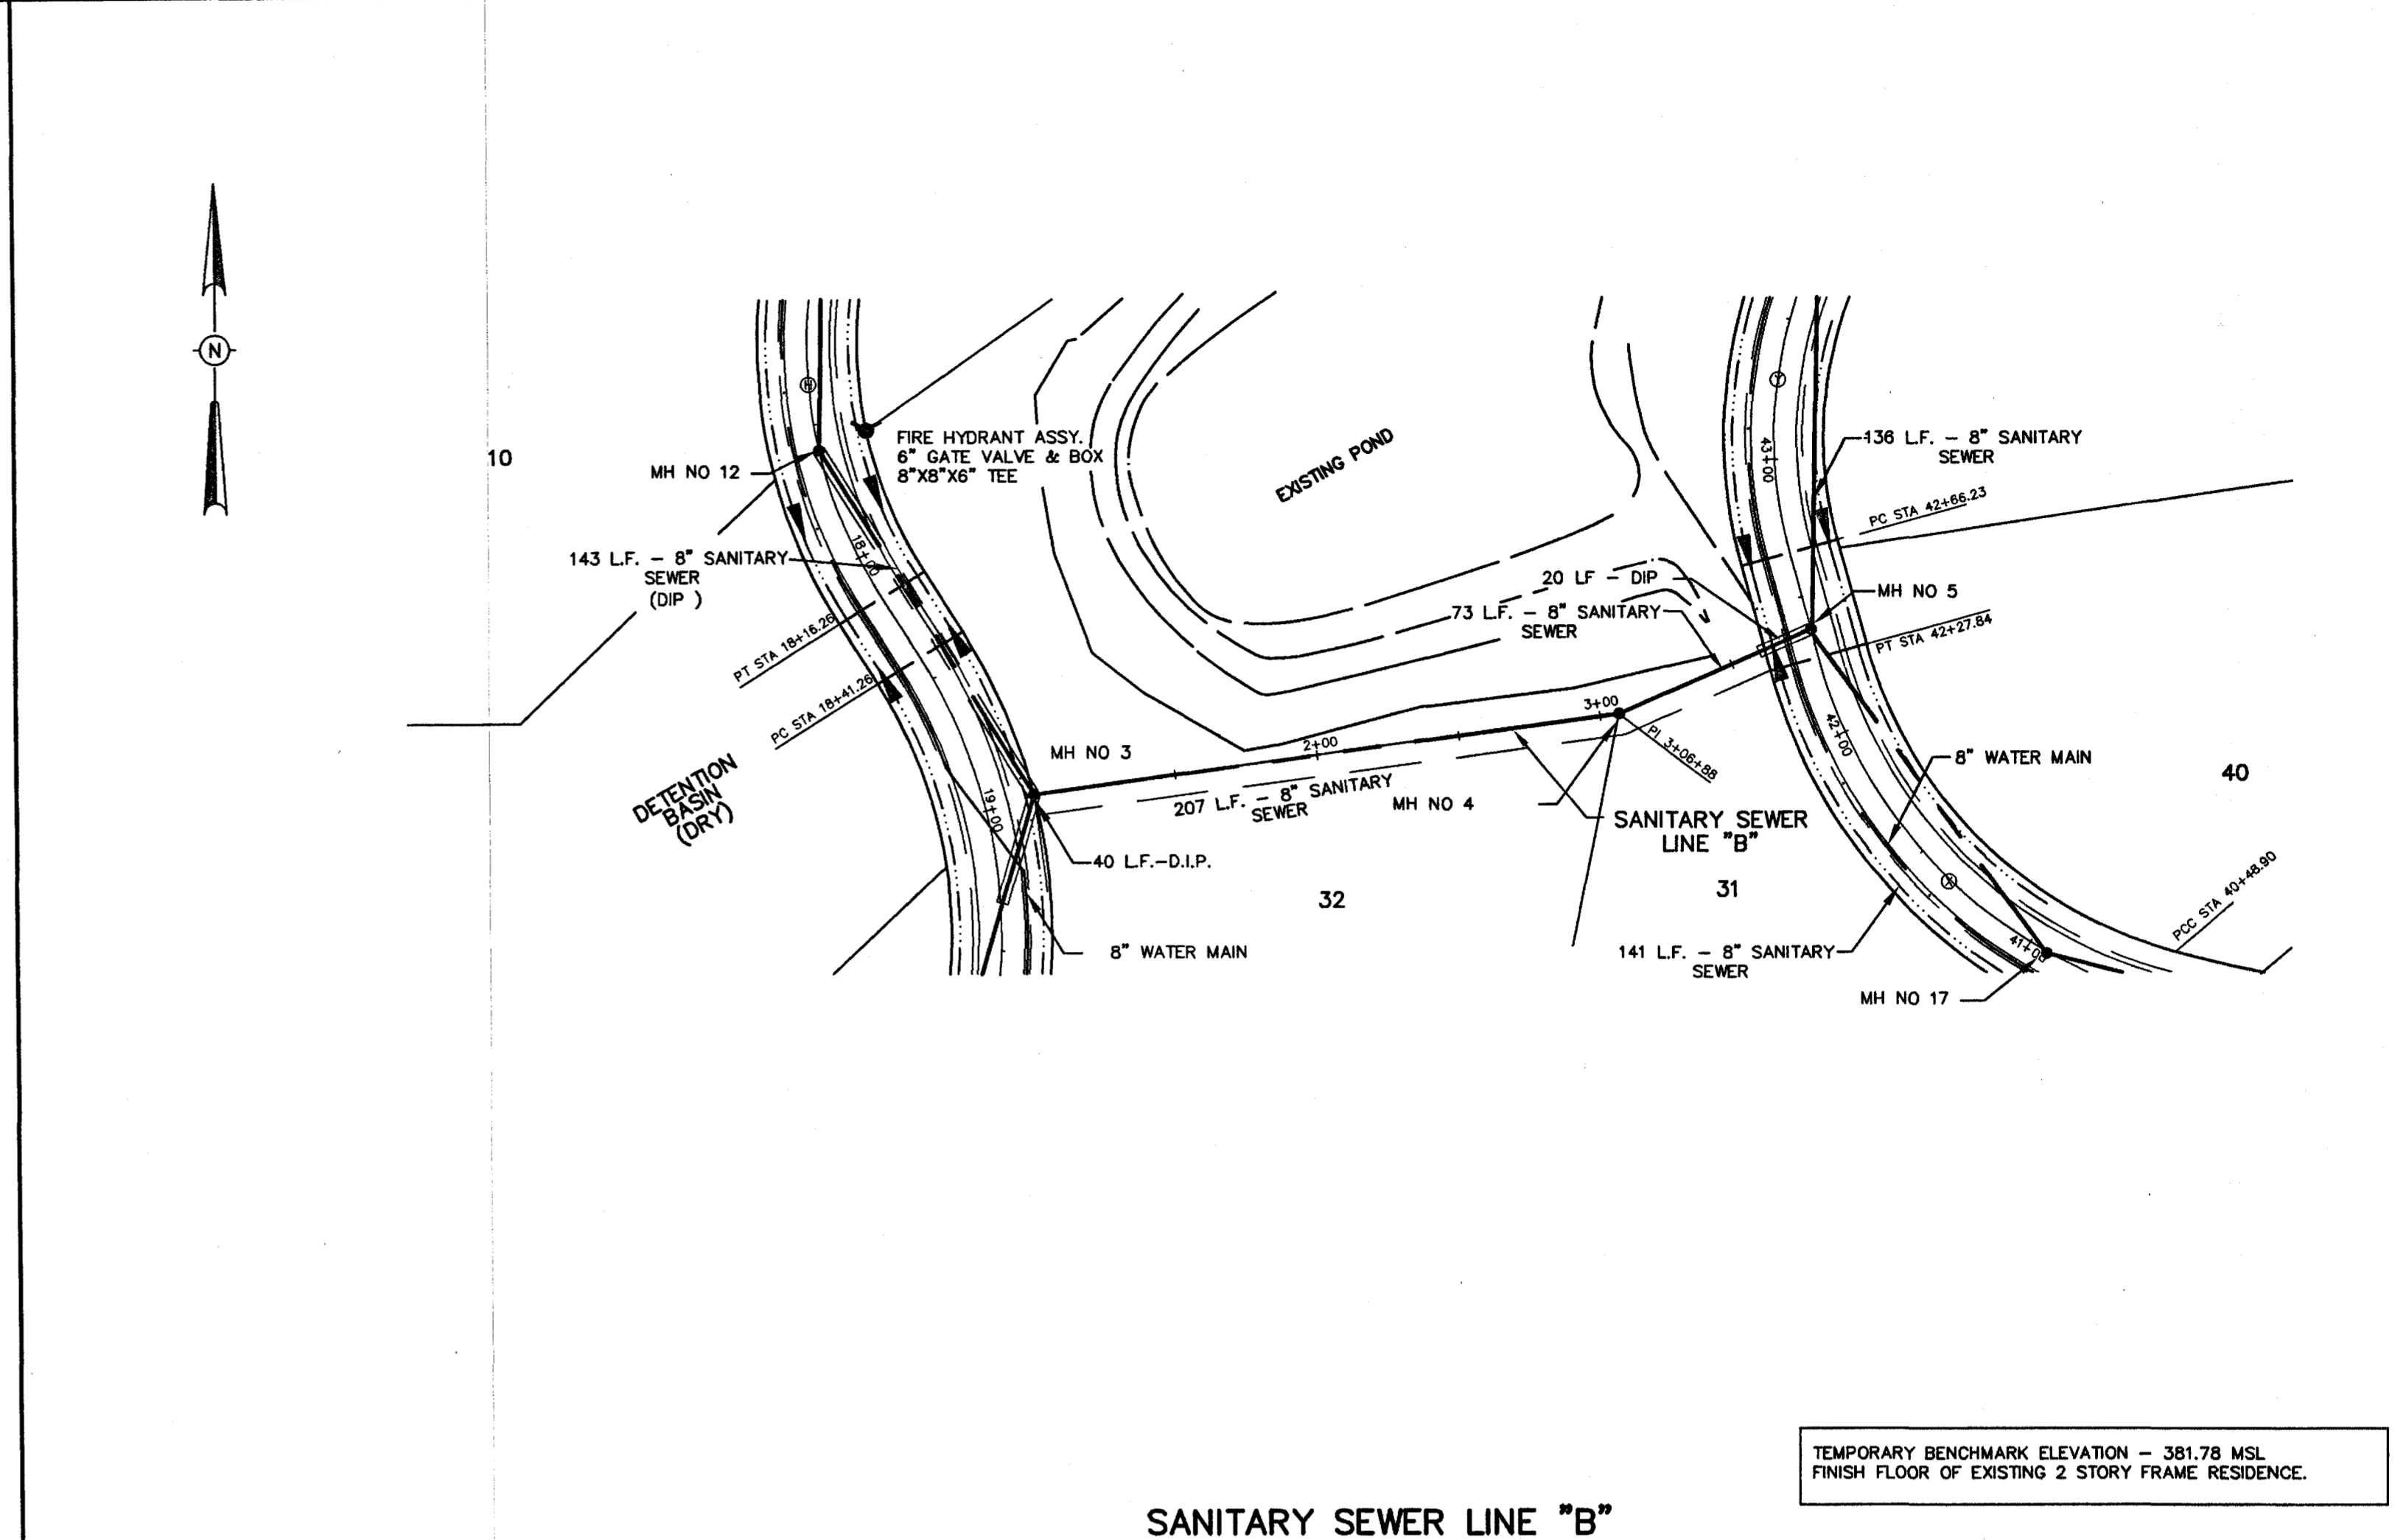 N
10
H
FIRE HYDRANT ASSY.
6" GATE VALVE & BOX
8"X8"X6" TEE
MH NO 12
143 L.F. - 8" SANITARY
SEWER
(DIP )
18+00
PT STA 18+16.26
PC STA 18+41.26
DETENTION
BASIN
(DRY)
19+00
MH NO 3
40 L.F.-D.I.P.
8" WATER MAIN
EXISTING POND
20 LF - DIP
73 L.F. - 8" SANITARY
SEWER
2+00
3+00
207 L.F. - 8" SANITARY
SEWER
MH NO 4
PI 3+06+88
SANITARY SEWER
LINE "B"
32
31
43+00
136 L.F. - 8" SANITARY
SEWER
PC STA 42+66.23
MH NO 5
PT STA 42+27.84
42+00
8" WATER MAIN
40
PCC STA 40+48.90
141 L.F. - 8" SANITARY
SEWER
41+00
MH NO 17
TEMPORARY BENCHMARK ELEVATION - 381.78 MSL
FINISH FLOOR OF EXISTING 2 STORY FRAME RESIDENCE.
SANITARY SEWER LINE "B"